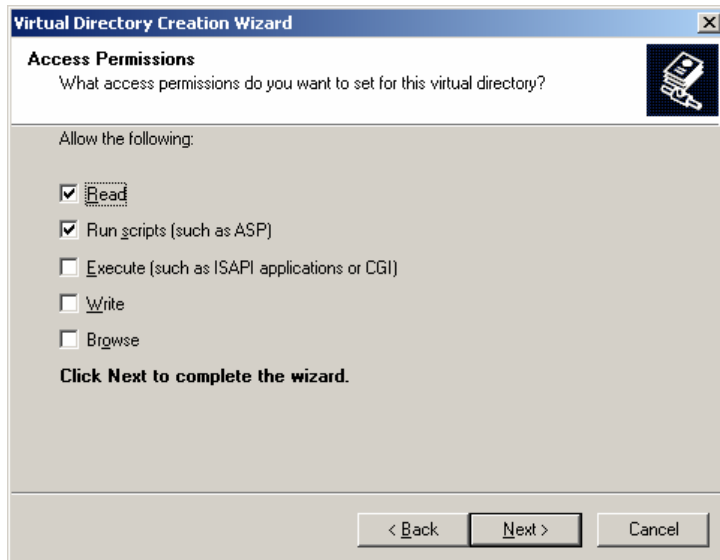 Virtual Directory Creation Wizard
Access Permissions
What access permissions do you want to set for this virtual directory?
Allow the following:
Read
Run scripts (such as ASP)
Execute (such as ISAPI applications or CGI)
Write
Browse
Click Next to complete the wizard.
< Back Next > Cancel